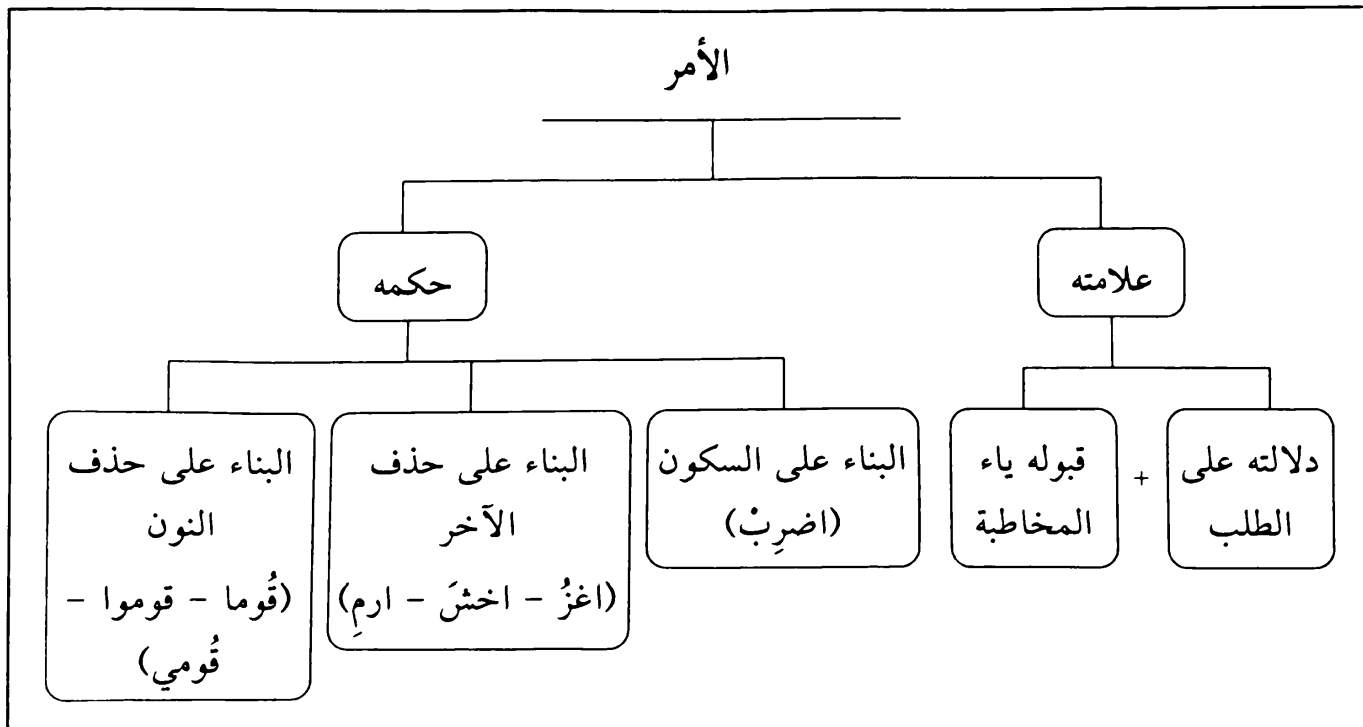 الأمر
علامته
حكمه
دلالته على
الطلب
+
قبوله ياء
المخاطبة
البناء على السكون
(اضرِبْ)
البناء على حذف
الآخر
(اغزُ - اخشَ - ارمِ)
البناء على حذف
النون
(قُوما - قوموا -
قُومي)